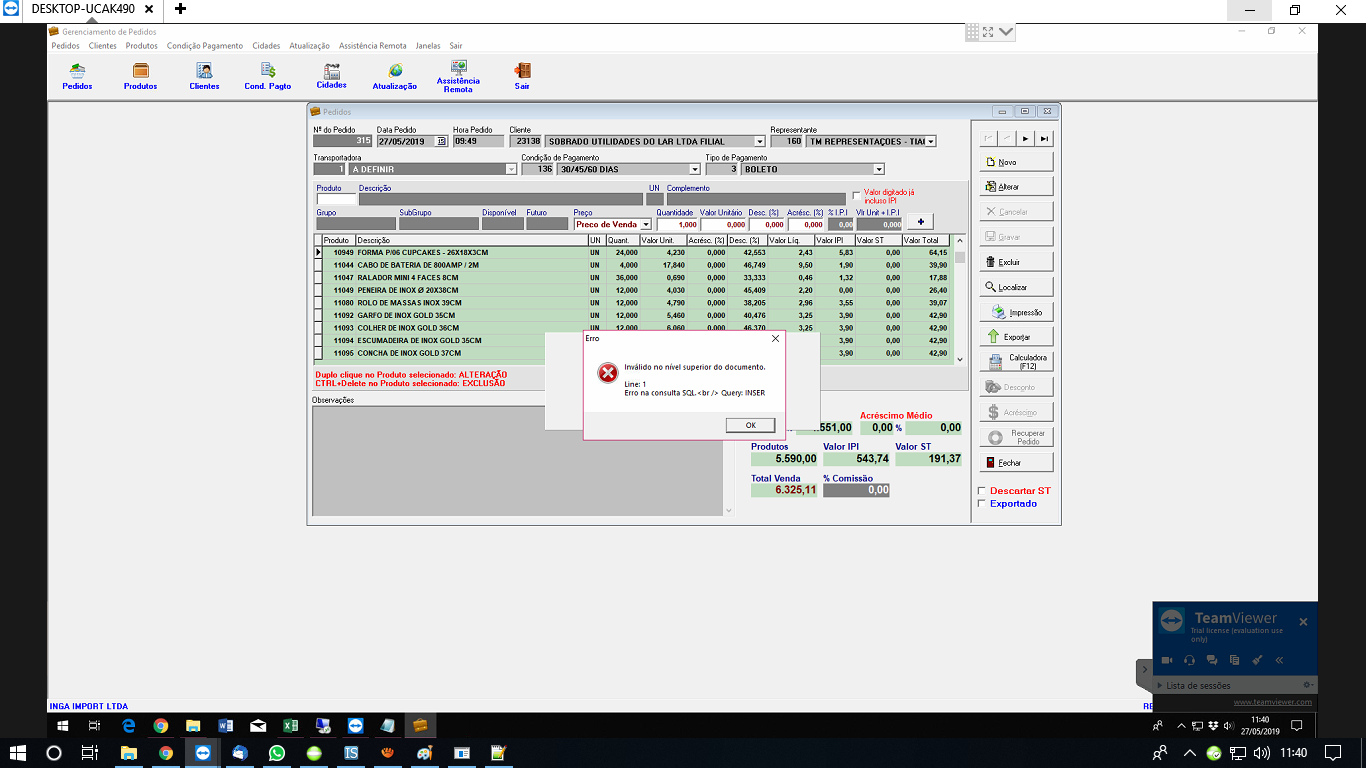 DESKTOP-UCAK490
Gerenciamento de Pedidos
Pedidos Clientes Produtos Condição Pagamento Cidades Atualização Assistência Remota Janelas Sair
Pedidos Produtos Clientes Cond. Pagto Cidades Atualização Assistência Remota Sair
Pedidos
Nº do Pedido Data Pedido Hora Pedido Cliente Representante
315 27/05/2019 09:49 23138 SOBRADO UTILIDADES DO LAR LTDA FILIAL 160 TM REPRESENTAÇOES - TIAI
Transportadora Condição de Pagamento Tipo de Pagamento
1 A DEFINIR 136 30/45/60 DIAS 3 BOLETO
Produto Descrição UN Complemento
Valor digitado já
incluso IPI
Grupo SubGrupo Disponível Futuro Preço Quantidade Valor Unitário Desc. (%) Acrésc. (%) % I.P.I Vlr Unit + I.P.I
Preco de Venda 1,000 0,000 0,000 0,000 0,00 0,000 +
Produto Descrição UN Quant. Valor Unit. Acrésc. (%) Desc. (%) Valor Líq. Valor IPI Valor ST Valor Total
10949 FORMA P/06 CUPCAKES - 26X18X3CM UN 24,000 4,230 0,000 42,553 2,43 5,83 0,00 64,15
11044 CABO DE BATERIA DE 800AMP / 2M UN 4,000 17,840 0,000 46,749 9,50 1,90 0,00 39,90
11047 RALADOR MINI 4 FACES 8CM UN 36,000 0,690 0,000 33,333 0,46 1,32 0,00 17,88
11049 PENEIRA DE INOX Ø 20X38CM UN 12,000 4,030 0,000 45,409 2,20 0,00 0,00 26,40
11080 ROLO DE MASSAS INOX 39CM UN 12,000 4,790 0,000 38,205 2,96 3,55 0,00 39,07
11092 GARFO DE INOX GOLD 35CM UN 12,000 5,460 0,000 40,476 3,25 3,90 0,00 42,90
11093 COLHER DE INOX GOLD 36CM UN 12,000 6,060 0,000 46,370 3,25 3,90 0,00 42,90
11094 ESCUMADEIRA DE INOX GOLD 35CM 3,90 0,00 42,90
11095 CONCHA DE INOX GOLD 37CM 3,90 0,00 42,90
Duplo clique no Produto selecionado: ALTERAÇÃO
CTRL+Delete no Produto selecionado: EXCLUSÃO
Observações
Erro
Inválido no nível superior do documento.
Line: 1
Erro na consulta SQL.<br /> Query: INSER
OK
Acréscimo Médio
% .551,00 0,00 % 0,00
Produtos Valor IPI Valor ST
5.590,00 543,74 191,37
Total Venda % Comissão
6.325,11 0,00
Novo
Alterar
Cancelar
Gravar
Excluir
Localizar
Impressão
Exportar
Calculadora
(F12)
Desconto
Acréscimo
Recuperar
Pedido
Fechar
Descartar ST
Exportado
TeamViewer
Trial license (evaluation use
only)
Lista de sessões
www.teamviewer.com
INGA IMPORT LTDA RE
11:40
27/05/2019
11:40